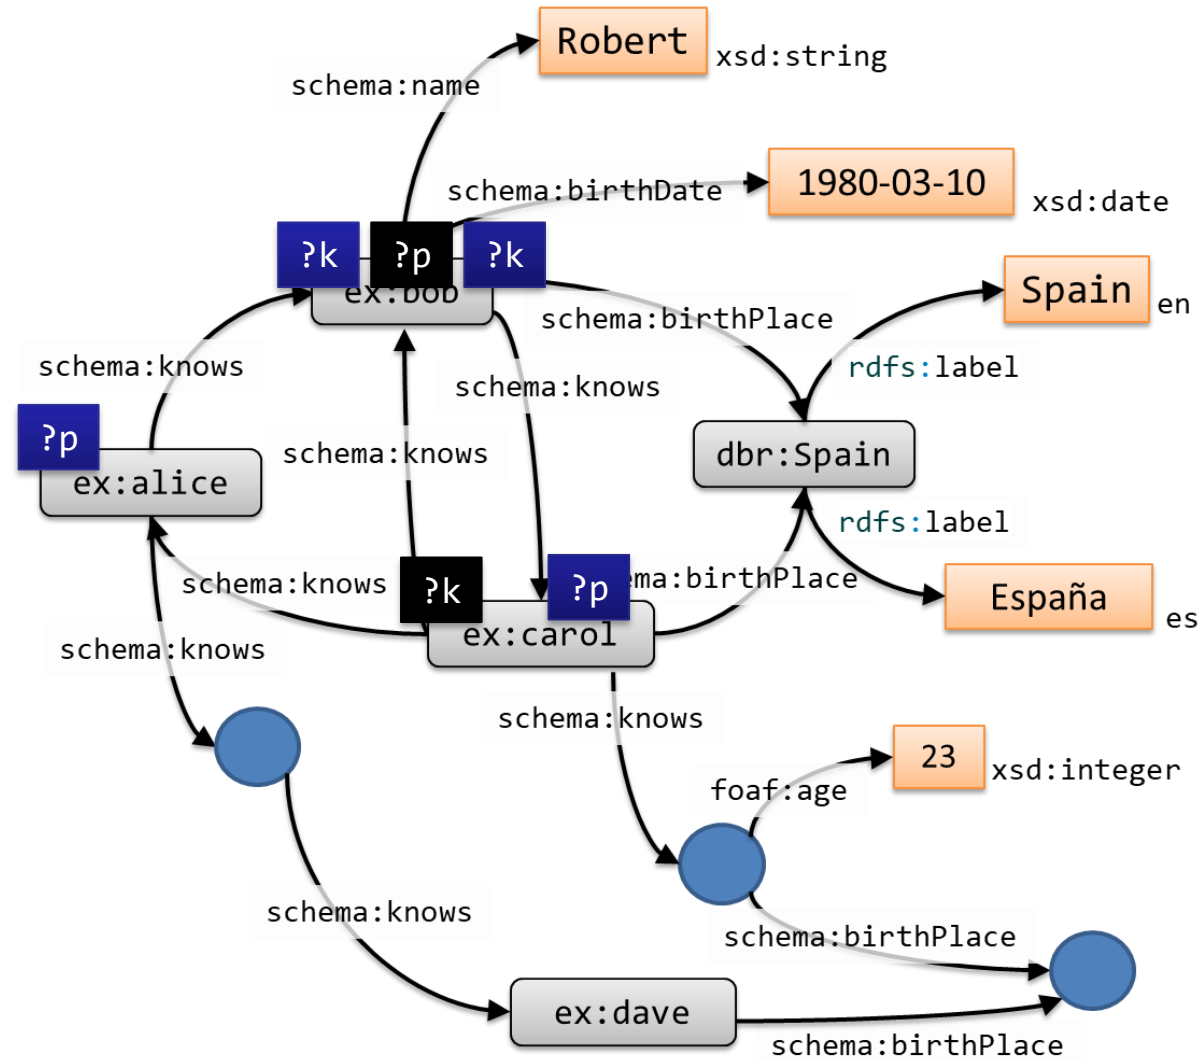 Robert
xsd:string
schema:name
schema:birthDate
1980-03-10
xsd:date
?k
?p
?k
ex:bob
Spain
en
schema:birthPlace
schema:knows
rdfs:label
schema:knows
?p
dbr:Spain
schema:knows
ex:alice
rdfs:label
?k
?p
ema:birthPlace
schema:knows
España
es
ex:carol
schema:knows
schema:knows
23
xsd:integer
foaf:age
schema:knows
schema:birthPlace
ex:dave
schema:birthPlace